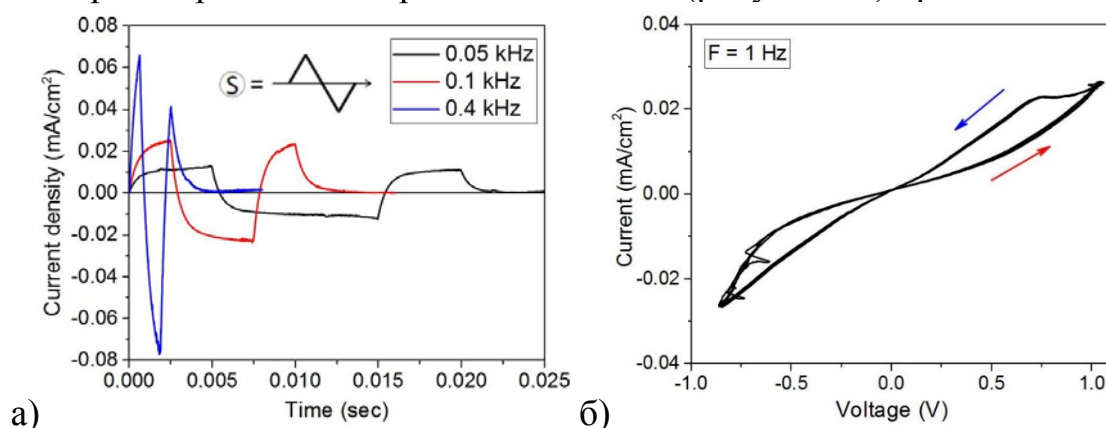 0.05 kHz
0.1 kHz
0.4 kHz
S =
0.08
0.06
0.04
0.02
0.00
-0.02
-0.04
-0.06
-0.08
Current density (mA/cm²)
0.000 0.005 0.010 0.015 0.020 0.025
Time (sec)
а)
F = 1 Hz
0.04
0.02
0.00
-0.02
-0.04
Current (mA/cm²)
-1.0 -0.5 0.0 0.5 1.0
Voltage (V)
б)